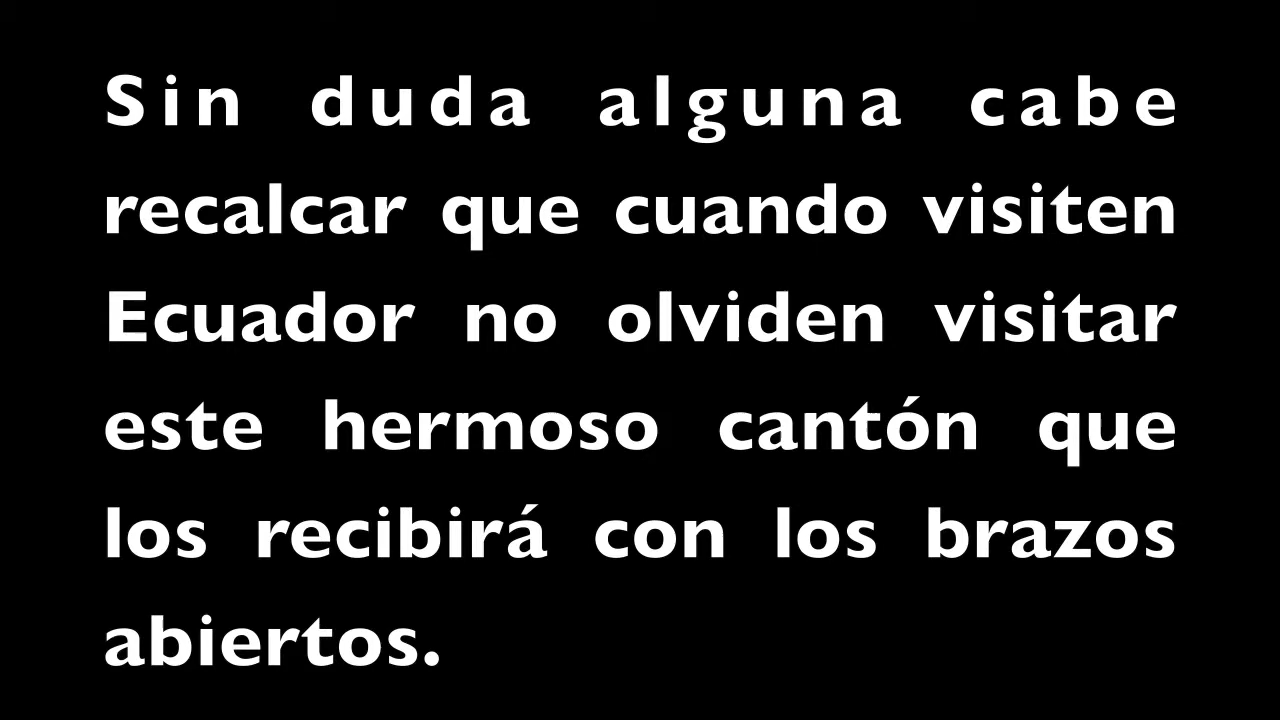 Sin duda alguna cabe
recalcar que cuando visiten
Ecuador no olviden visitar
este hermoso cantón que
los recibirá con los brazos
abiertos.